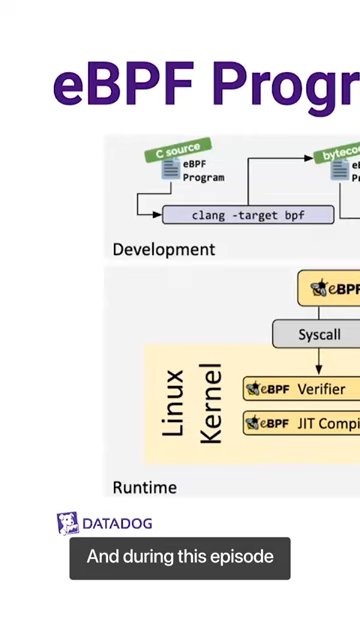 eBPF Progr
C source
eBPF
Program
bytecod
clang -target bpf
Development
eBPF
Syscall
Linux
Kernel
eBPF Verifier
eBPF JIT Compi
Runtime
DATADOG
And during this episode